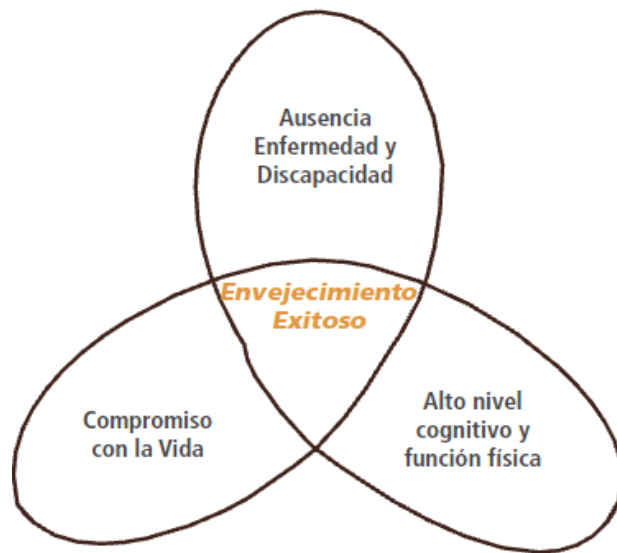 Ausencia
Enfermedad y
Discapacidad
Envejecimiento
Exitoso
Compromiso
con la Vida
Alto nivel
cognitivo y
función física